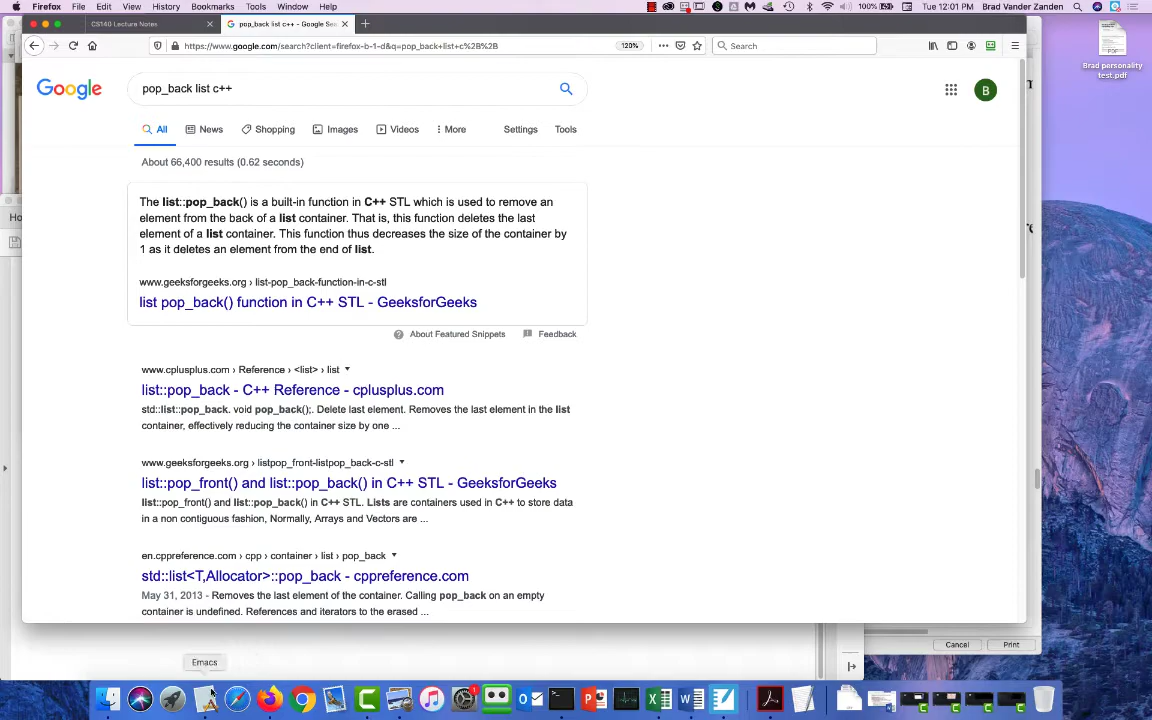 Firefox File Edit View History Bookmarks Tools Window Help 100% Tue 12:01 AM Brad Vander Zanden
CS140 Lecture Notes
pop_back list c++ - Google Sea
https://www.google.com/search?client=firefox-b-1-d&q=pop_back+list+c%2B%2B 120% Search
Brad personality
test.pdf
Google pop_back list c++ B
All News Shopping Images Videos More Settings Tools
About 66,400 results (0.62 seconds)
The list::pop_back() is a built-in function in C++ STL which is used to remove an
element from the back of a list container. That is, this function deletes the last
element of a list container. This function thus decreases the size of the container by
1 as it deletes an element from the end of list.
www.geeksforgeeks.org › list-pop-back-function-in-c-stl
list pop_back() function in C++ STL - GeeksforGeeks
About Featured Snippets Feedback
www.cplusplus.com › Reference › <list> › list
list::pop_back - C++ Reference - cplusplus.com
std::list::pop_back. void pop_back();. Delete last element. Removes the last element in the list
container, effectively reducing the container size by one ...
www.geeksforgeeks.org › listpop_front-listpop_back-c-stl
list::pop_front() and list::pop_back() in C++ STL - GeeksforGeeks
list::pop_front() and list::pop_back() in C++ STL. Lists are containers used in C++ to store data
in a non contiguous fashion, Normally, Arrays and Vectors are ...
en.cppreference.com › cpp › container › list › pop_back
std::list<T,Allocator>::pop_back - cppreference.com
May 31, 2013 - Removes the last element of the container. Calling pop_back on an empty
container is undefined. References and iterators to the erased ...
Ho
Cancel Print
Emacs